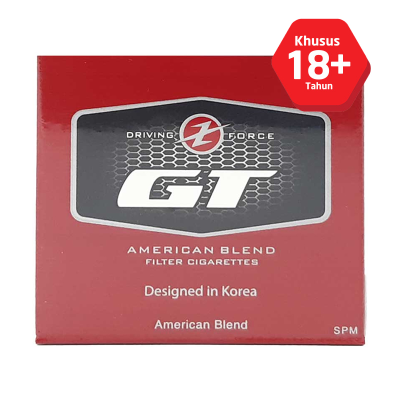 Khusus
18+
Tahun
DRIVING FORCE
GT
AMERICAN BLEND
FILTER CIGARETTES
Designed in Korea
American Blend
SPM